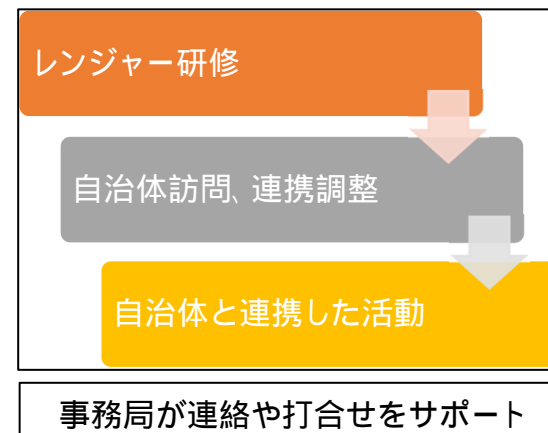 レンジャー研修
自治体訪問、連携調整
自治体と連携した活動
事務局が連絡や打合せをサポート